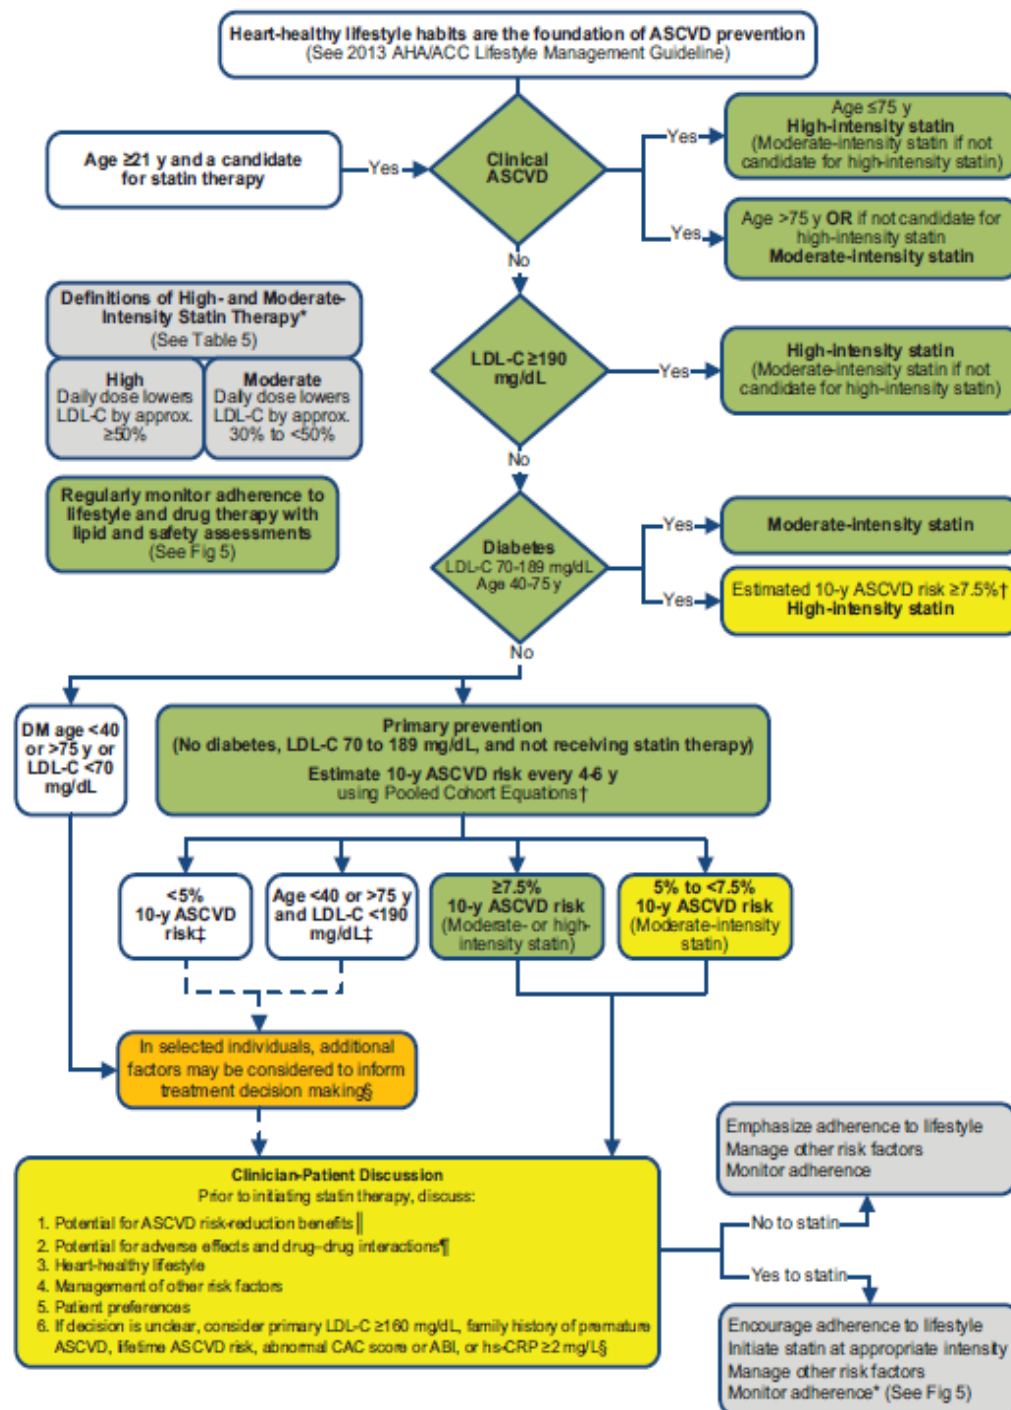 Heart-healthy lifestyle habits are the foundation of ASCVD prevention
(See 2013 AHA/ACC Lifestyle Management Guideline)
Age ≥21 y and a candidate
for statin therapy
Yes
Clinical
ASCVD
Yes
Age ≤75 y
High-intensity statin
(Moderate-intensity statin if not
candidate for high-intensity statin)
Yes
Age >75 y OR if not candidate for
high-intensity statin
Moderate-intensity statin
No
Definitions of High- and Moderate-
Intensity Statin Therapy*
(See Table 5)
High
Daily dose lowers
LDL-C by approx.
≥50%
Moderate
Daily dose lowers
LDL-C by approx.
30% to <50%
LDL-C ≥190
mg/dL
Yes
High-intensity statin
(Moderate-intensity statin if not
candidate for high-intensity statin)
No
Regularly monitor adherence to
lifestyle and drug therapy with
lipid and safety assessments
(See Fig 5)
Diabetes
LDL-C 70-189 mg/dL
Age 40-75 y
Yes
Moderate-intensity statin
Yes
Estimated 10-y ASCVD risk ≥7.5%†
High-intensity statin
No
DM age <40
or >75 y or
LDL-C <70
mg/dL
Primary prevention
(No diabetes, LDL-C 70 to 189 mg/dL, and not receiving statin therapy)
Estimate 10-y ASCVD risk every 4-6 y
using Pooled Cohort Equations†
<5%
10-y ASCVD
risk‡
Age <40 or >75 y
and LDL-C <190
mg/dL‡
≥7.5%
10-y ASCVD risk
(Moderate- or high-
intensity statin)
5% to <7.5%
10-y ASCVD risk
(Moderate-intensity
statin)
In selected individuals, additional
factors may be considered to inform
treatment decision making§
Clinician-Patient Discussion
Prior to initiating statin therapy, discuss:
1. Potential for ASCVD risk-reduction benefits║
2. Potential for adverse effects and drug–drug interactions¶
3. Heart-healthy lifestyle
4. Management of other risk factors
5. Patient preferences
6. If decision is unclear, consider primary LDL-C ≥160 mg/dL, family history of premature
ASCVD, lifetime ASCVD risk, abnormal CAC score or ABI, or hs-CRP ≥2 mg/L§
No to statin
Emphasize adherence to lifestyle
Manage other risk factors
Monitor adherence
Yes to statin
Encourage adherence to lifestyle
Initiate statin at appropriate intensity
Manage other risk factors
Monitor adherence* (See Fig 5)